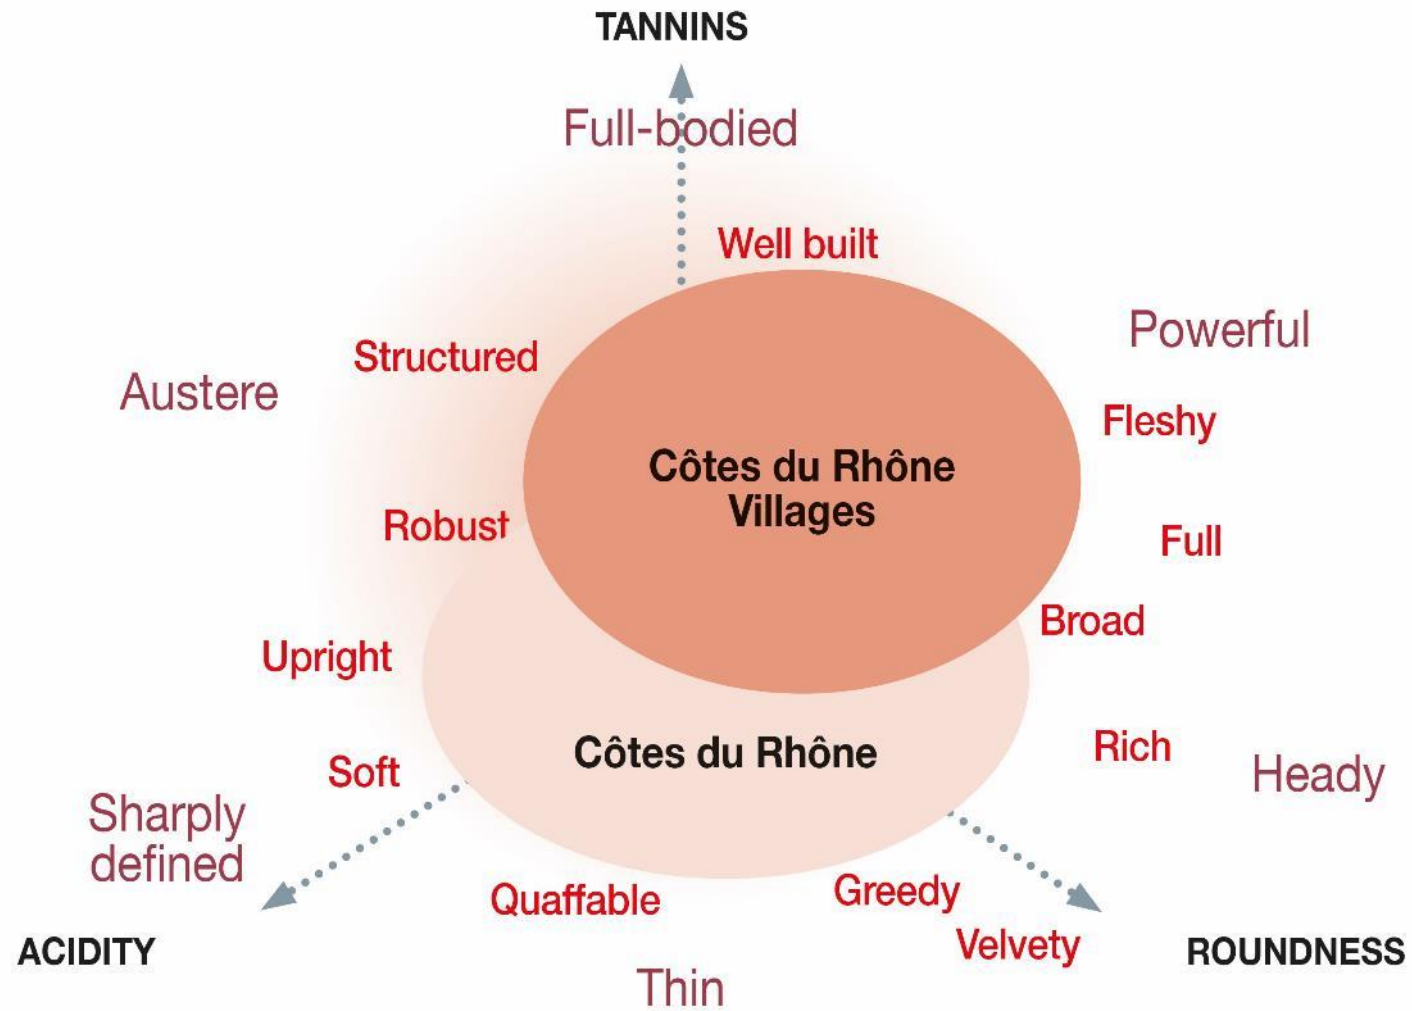 TANNINS
Full-bodied
Well built
Powerful
Structured
Austere
Fleshy
Côtes du Rhône
Villages
Robust
Full
Broad
Upright
Rich
Côtes du Rhône
Soft
Heady
Sharply
defined
Greedy
Quaffable
Velvety
ACIDITY
ROUNDNESS
Thin